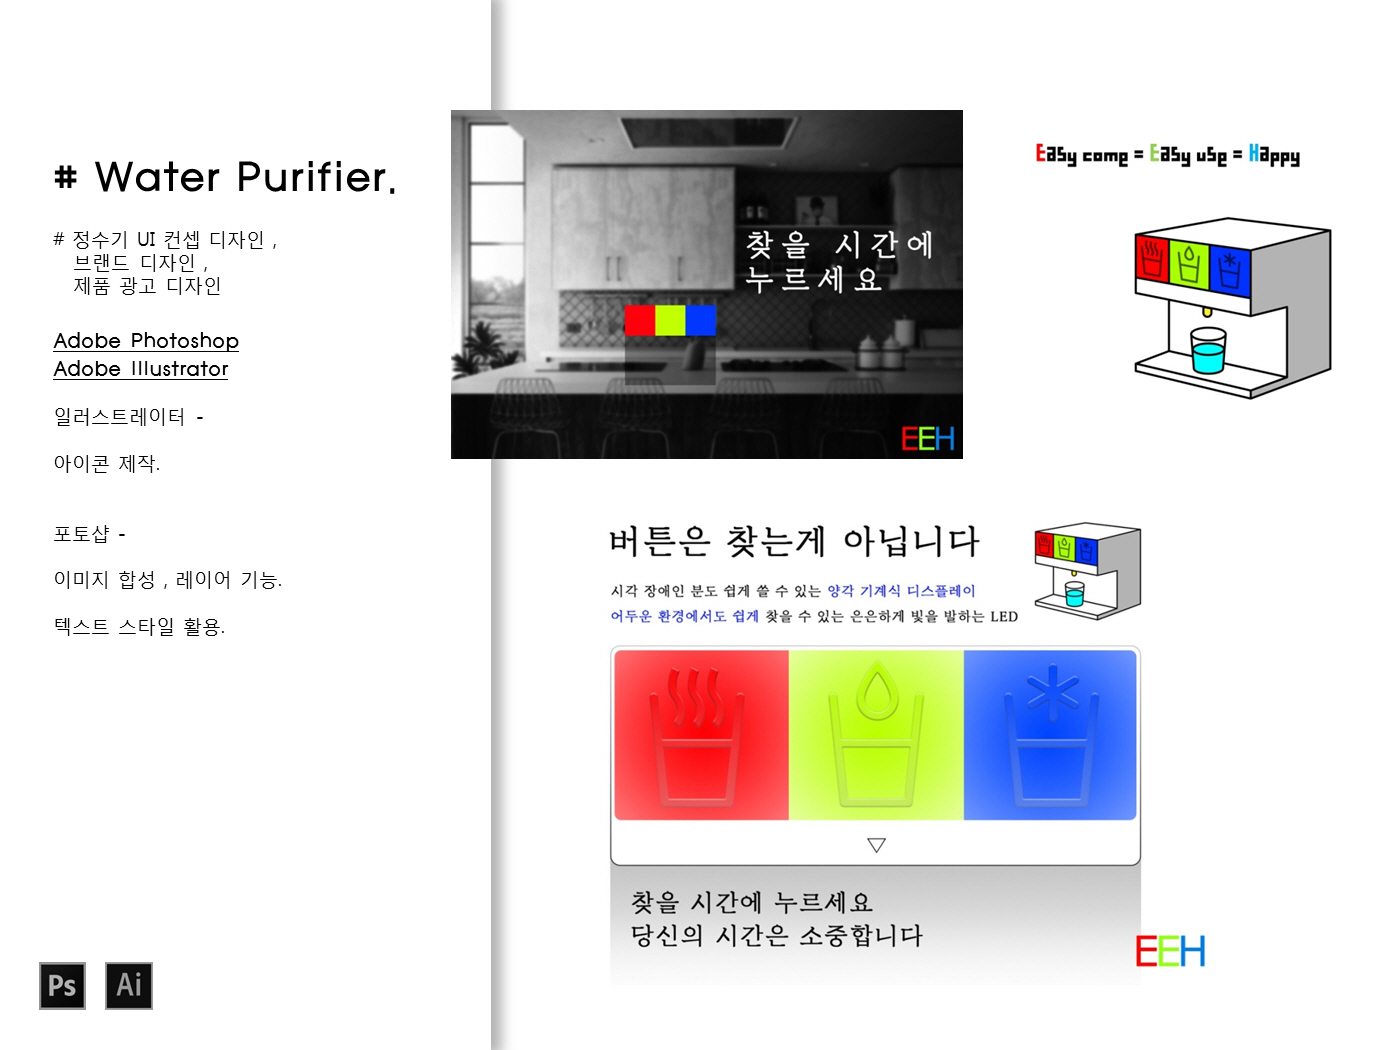 # Water Purifier.
# 정수기 UI 컨셉 디자인 ,
브랜드 디자인 ,
제품 광고 디자인
Adobe Photoshop
Adobe Illustrator
일러스트레이터 -
아이콘 제작.
포토샵 -
이미지 합성 , 레이어 기능.
텍스트 스타일 활용.
Ps Ai
찾을 시간에
누르세요
EEH
Easy come = Easy use = Happy
버튼은 찾는게 아닙니다
시각 장애인 분도 쉽게 쓸 수 있는 양각 기계식 디스플레이
어두운 환경에서도 쉽게 찾을 수 있는 은은하게 빛을 발하는 LED
찾을 시간에 누르세요
당신의 시간은 소중합니다
EEH